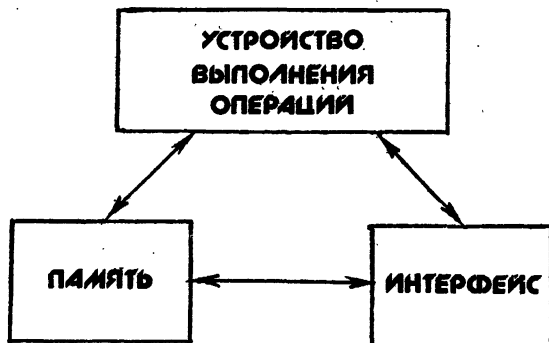 УСТРОЙСТВО
ВЫПОЛНЕНИЯ
ОПЕРАЦИЙ
ПАМЯТЬ
ИНТЕРФЕЙС